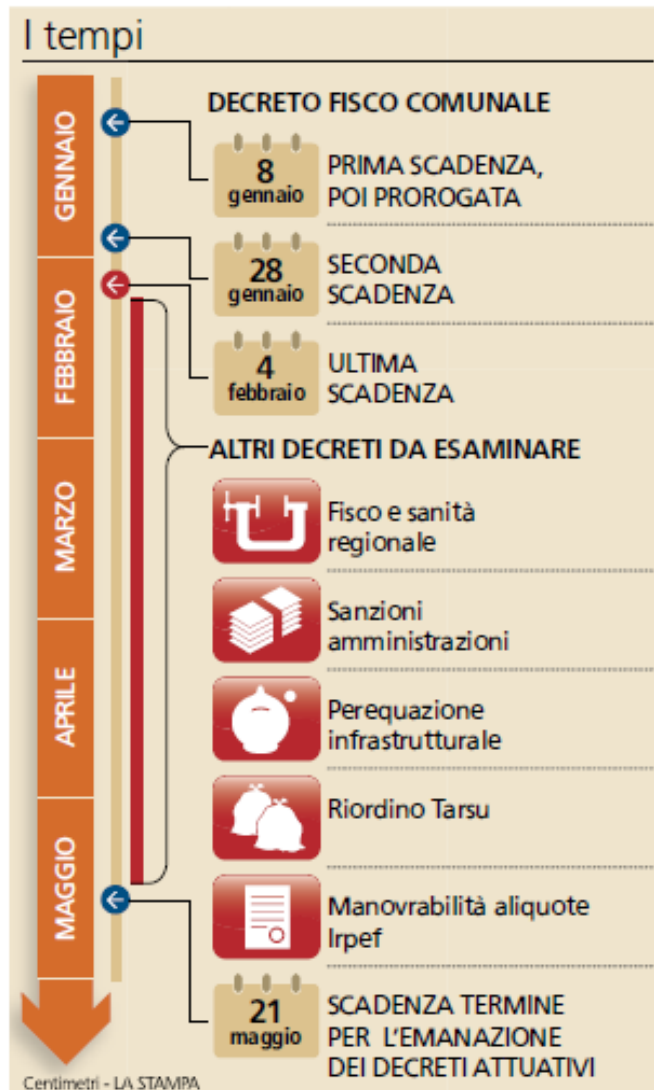 I tempi
GENNAIO
FEBBRAIO
MARZO
APRILE
MAGGIO
DECRETO FISCO COMUNALE
8
gennaio
PRIMA SCADENZA,
POI PROROGATA
28
gennaio
SECONDA
SCADENZA
4
febbraio
ULTIMA
SCADENZA
ALTRI DECRETI DA ESAMINARE
Fisco e sanità
regionale
Sanzioni
amministrazioni
Perequazione
infrastrutturale
Riordino Tarsu
Manovrabilità aliquote
Irpef
21
maggio
SCADENZA TERMINE
PER L'EMANAZIONE
DEI DECRETI ATTUATIVI
Centimetri - LA STAMPA